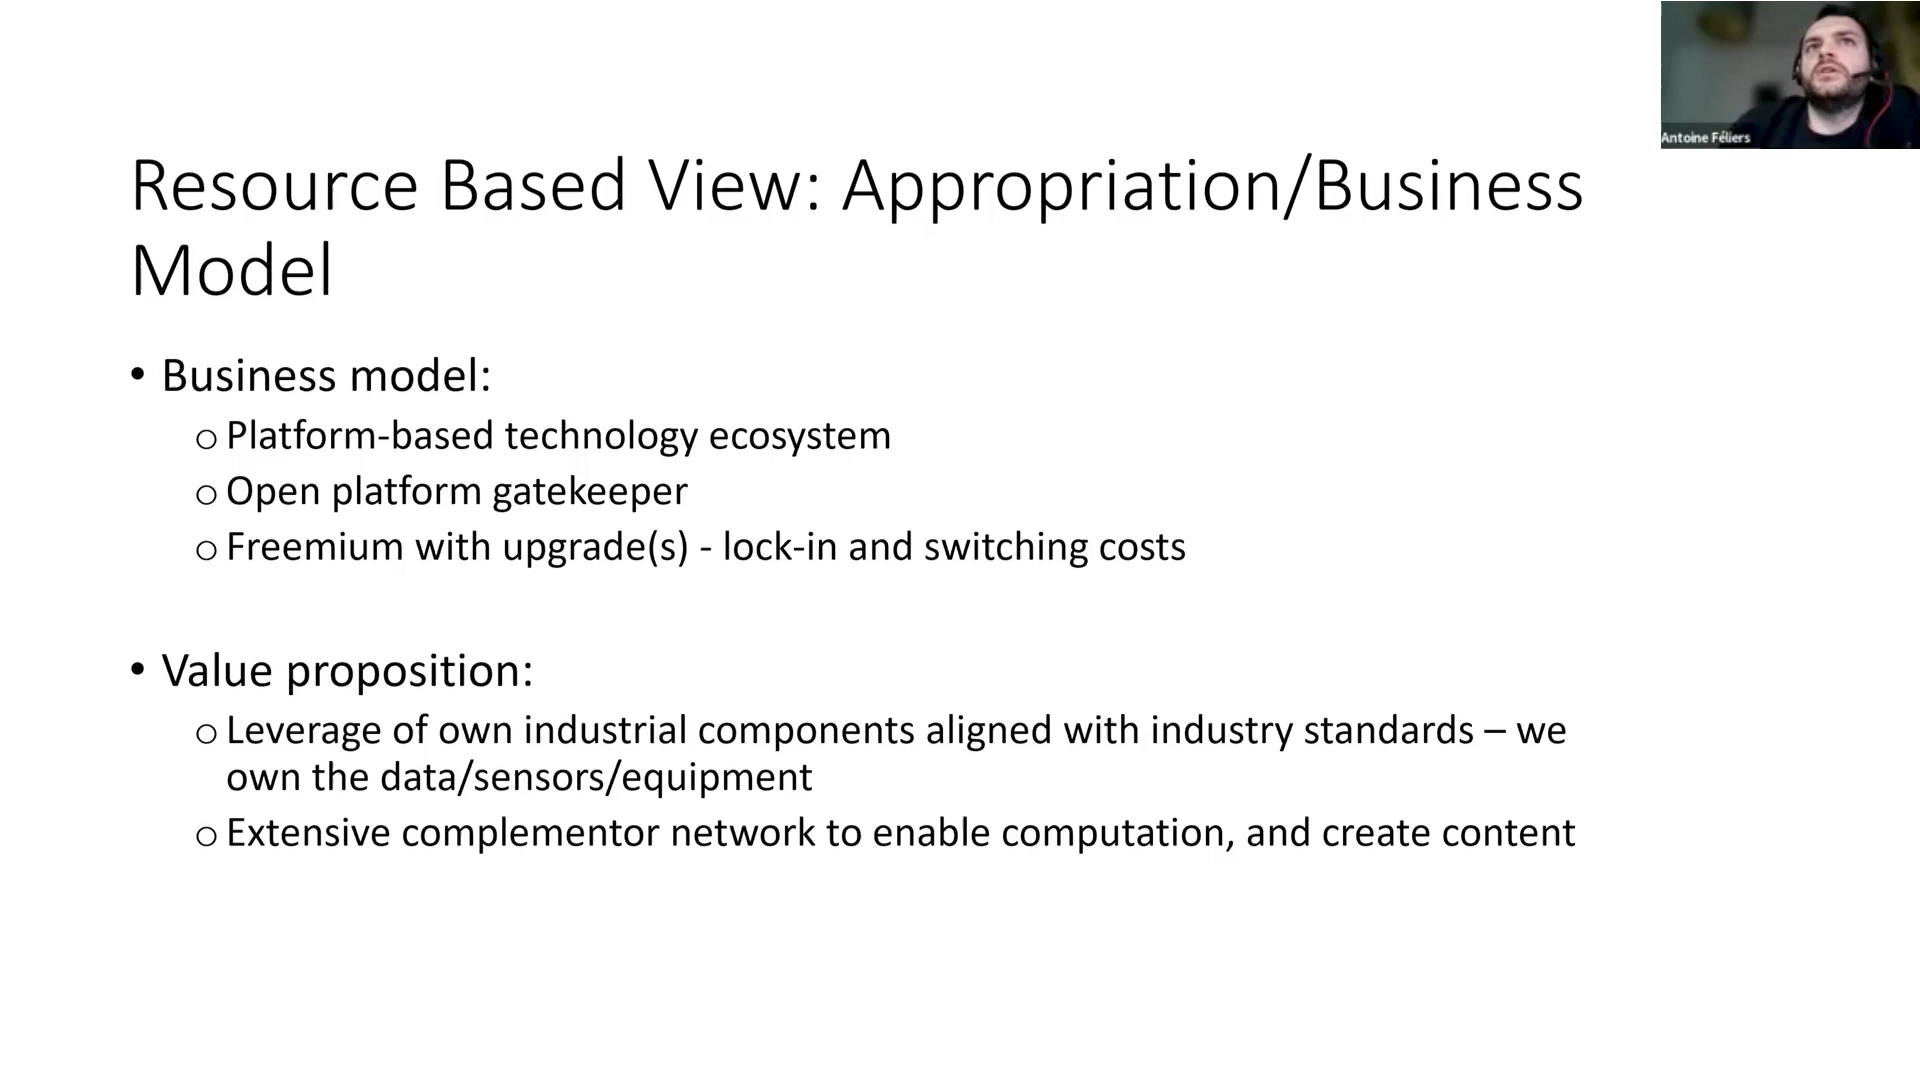 Antoine Féliers
Resource Based View: Appropriation/Business
Model
• Business model:
o Platform-based technology ecosystem
o Open platform gatekeeper
o Freemium with upgrade(s) - lock-in and switching costs
• Value proposition:
o Leverage of own industrial components aligned with industry standards – we
own the data/sensors/equipment
o Extensive complementor network to enable computation, and create content